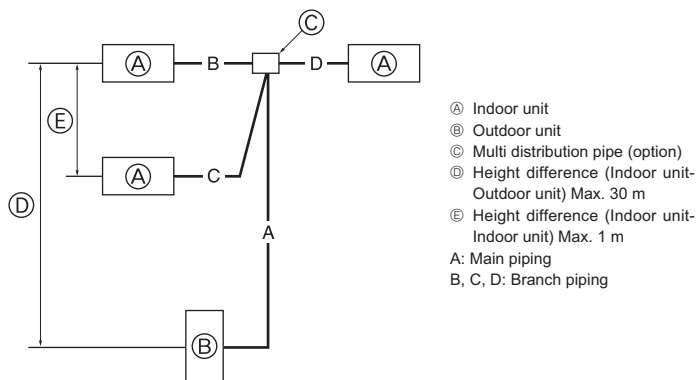 Ⓒ
Ⓐ B D Ⓐ
Ⓔ
Ⓐ C
Ⓓ
A
Ⓑ
Ⓐ Indoor unit
Ⓑ Outdoor unit
Ⓒ Multi distribution pipe (option)
Ⓓ Height difference (Indoor unit-
Outdoor unit) Max. 30 m
Ⓔ Height difference (Indoor unit-
Indoor unit) Max. 1 m
A: Main piping
B, C, D: Branch piping